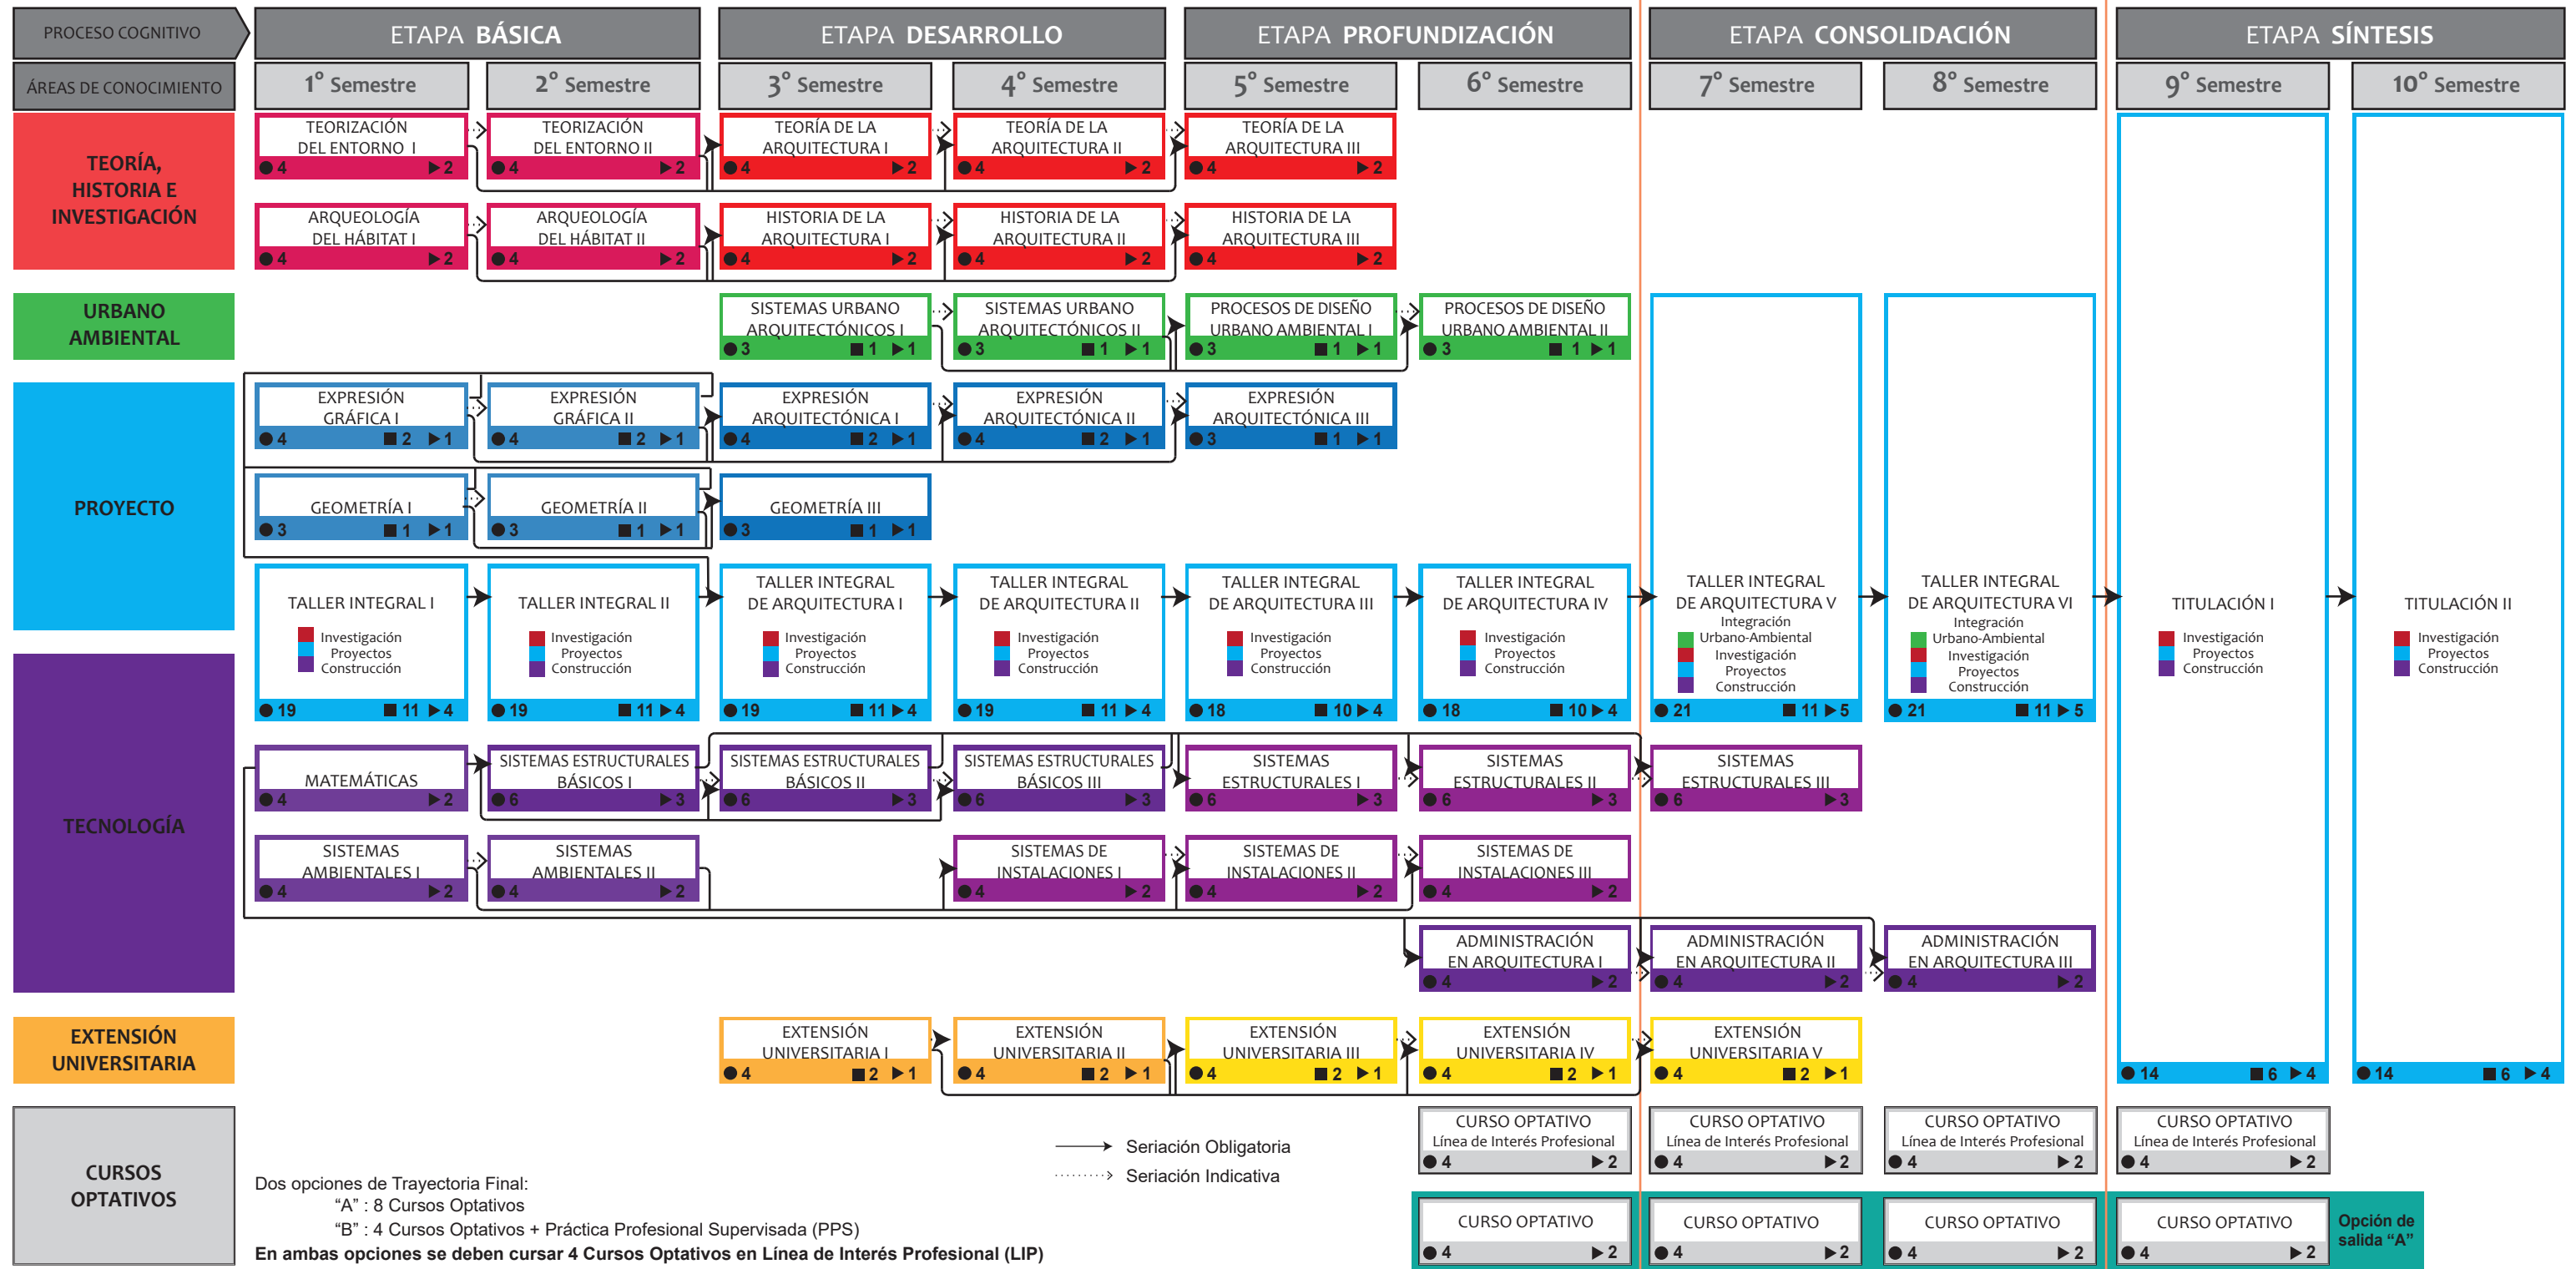 PROCESO COGNITIVO
ETAPA BÁSICA
ETAPA DESARROLLO
ETAPA PROFUNDIZACIÓN
ETAPA CONSOLIDACIÓN
ETAPA SÍNTESIS
ÁREAS DE CONOCIMIENTO
1° Semestre
2° Semestre
3° Semestre
4° Semestre
5° Semestre
6° Semestre
7° Semestre
8° Semestre
9° Semestre
10° Semestre
TEORÍA,
HISTORIA E
INVESTIGACIÓN
TEORIZACIÓN
DEL ENTORNO I
● 4 ▶ 2
TEORIZACIÓN
DEL ENTORNO II
● 4 ▶ 2
TEORÍA DE LA
ARQUITECTURA I
● 4 ▶ 2
TEORÍA DE LA
ARQUITECTURA II
● 4 ▶ 2
TEORÍA DE LA
ARQUITECTURA III
● 4 ▶ 2
ARQUEOLOGÍA
DEL HÁBITAT I
● 4 ▶ 2
ARQUEOLOGÍA
DEL HÁBITAT II
● 4 ▶ 2
HISTORIA DE LA
ARQUITECTURA I
● 4 ▶ 2
HISTORIA DE LA
ARQUITECTURA II
● 4 ▶ 2
HISTORIA DE LA
ARQUITECTURA III
● 4 ▶ 2
URBANO
AMBIENTAL
SISTEMAS URBANO
ARQUITECTÓNICOS I
● 3 ■ 1 ▶ 1
SISTEMAS URBANO
ARQUITECTÓNICOS II
● 3 ■ 1 ▶ 1
PROCESOS DE DISEÑO
URBANO AMBIENTAL I
● 3 ■ 1 ▶ 1
PROCESOS DE DISEÑO
URBANO AMBIENTAL II
● 3 ■ 1 ▶ 1
PROYECTO
EXPRESIÓN
GRÁFICA I
● 4 ■ 2 ▶ 1
EXPRESIÓN
GRÁFICA II
● 4 ■ 2 ▶ 1
EXPRESIÓN
ARQUITECTÓNICA I
● 4 ■ 2 ▶ 1
EXPRESIÓN
ARQUITECTÓNICA II
● 4 ■ 2 ▶ 1
EXPRESIÓN
ARQUITECTÓNICA III
● 3 ■ 1 ▶ 1
GEOMETRÍA I
● 3 ■ 1 ▶ 1
GEOMETRÍA II
● 3 ■ 1 ▶ 1
GEOMETRÍA III
● 3 ■ 1 ▶ 1
TALLER INTEGRAL I
Investigación
Proyectos
Construcción
● 19 ■ 11 ▶ 4
TALLER INTEGRAL II
Investigación
Proyectos
Construcción
● 19 ■ 11 ▶ 4
TALLER INTEGRAL
DE ARQUITECTURA I
Investigación
Proyectos
Construcción
● 19 ■ 11 ▶ 4
TALLER INTEGRAL
DE ARQUITECTURA II
Investigación
Proyectos
Construcción
● 19 ■ 11 ▶ 4
TALLER INTEGRAL
DE ARQUITECTURA III
Investigación
Proyectos
Construcción
● 18 ■ 10 ▶ 4
TALLER INTEGRAL
DE ARQUITECTURA IV
Investigación
Proyectos
Construcción
● 18 ■ 10 ▶ 4
TALLER INTEGRAL
DE ARQUITECTURA V
Integración
Urbano-Ambiental
Investigación
Proyectos
Construcción
● 21 ■ 11 ▶ 5
TALLER INTEGRAL
DE ARQUITECTURA VI
Integración
Urbano-Ambiental
Investigación
Proyectos
Construcción
● 21 ■ 11 ▶ 5
TITULACIÓN I
Investigación
Proyectos
Construcción
● 14 ■ 6 ▶ 4
TITULACIÓN II
Investigación
Proyectos
Construcción
● 14 ■ 6 ▶ 4
TECNOLOGÍA
MATEMÁTICAS
● 4 ▶ 2
SISTEMAS ESTRUCTURALES
BÁSICOS I
● 6 ▶ 3
SISTEMAS ESTRUCTURALES
BÁSICOS II
● 6 ▶ 3
SISTEMAS ESTRUCTURALES
BÁSICOS III
● 6 ▶ 3
SISTEMAS
ESTRUCTURALES I
● 6 ▶ 3
SISTEMAS
ESTRUCTURALES II
● 6 ▶ 3
SISTEMAS
ESTRUCTURALES III
● 6 ▶ 3
SISTEMAS
AMBIENTALES I
● 4 ▶ 2
SISTEMAS
AMBIENTALES II
● 4 ▶ 2
SISTEMAS DE
INSTALACIONES I
● 4 ▶ 2
SISTEMAS DE
INSTALACIONES II
● 4 ▶ 2
SISTEMAS DE
INSTALACIONES III
● 4 ▶ 2
ADMINISTRACIÓN
EN ARQUITECTURA I
● 4 ▶ 2
ADMINISTRACIÓN
EN ARQUITECTURA II
● 4 ▶ 2
ADMINISTRACIÓN
EN ARQUITECTURA III
● 4 ▶ 2
EXTENSIÓN
UNIVERSITARIA
EXTENSIÓN
UNIVERSITARIA I
● 4 ■ 2 ▶ 1
EXTENSIÓN
UNIVERSITARIA II
● 4 ■ 2 ▶ 1
EXTENSIÓN
UNIVERSITARIA III
● 4 ■ 2 ▶ 1
EXTENSIÓN
UNIVERSITARIA IV
● 4 ■ 2 ▶ 1
EXTENSIÓN
UNIVERSITARIA V
● 4 ■ 2 ▶ 1
CURSOS
OPTATIVOS
Dos opciones de Trayectoria Final:
“A” : 8 Cursos Optativos
“B” : 4 Cursos Optativos + Práctica Profesional Supervisada (PPS)
En ambas opciones se deben cursar 4 Cursos Optativos en Línea de Interés Profesional (LIP)
Seriación Obligatoria
Seriación Indicativa
CURSO OPTATIVO
Línea de Interés Profesional
● 4 ▶ 2
CURSO OPTATIVO
Línea de Interés Profesional
● 4 ▶ 2
CURSO OPTATIVO
Línea de Interés Profesional
● 4 ▶ 2
CURSO OPTATIVO
Línea de Interés Profesional
● 4 ▶ 2
CURSO OPTATIVO
● 4 ▶ 2
CURSO OPTATIVO
● 4 ▶ 2
CURSO OPTATIVO
● 4 ▶ 2
CURSO OPTATIVO
● 4 ▶ 2
Opción de
salida “A”